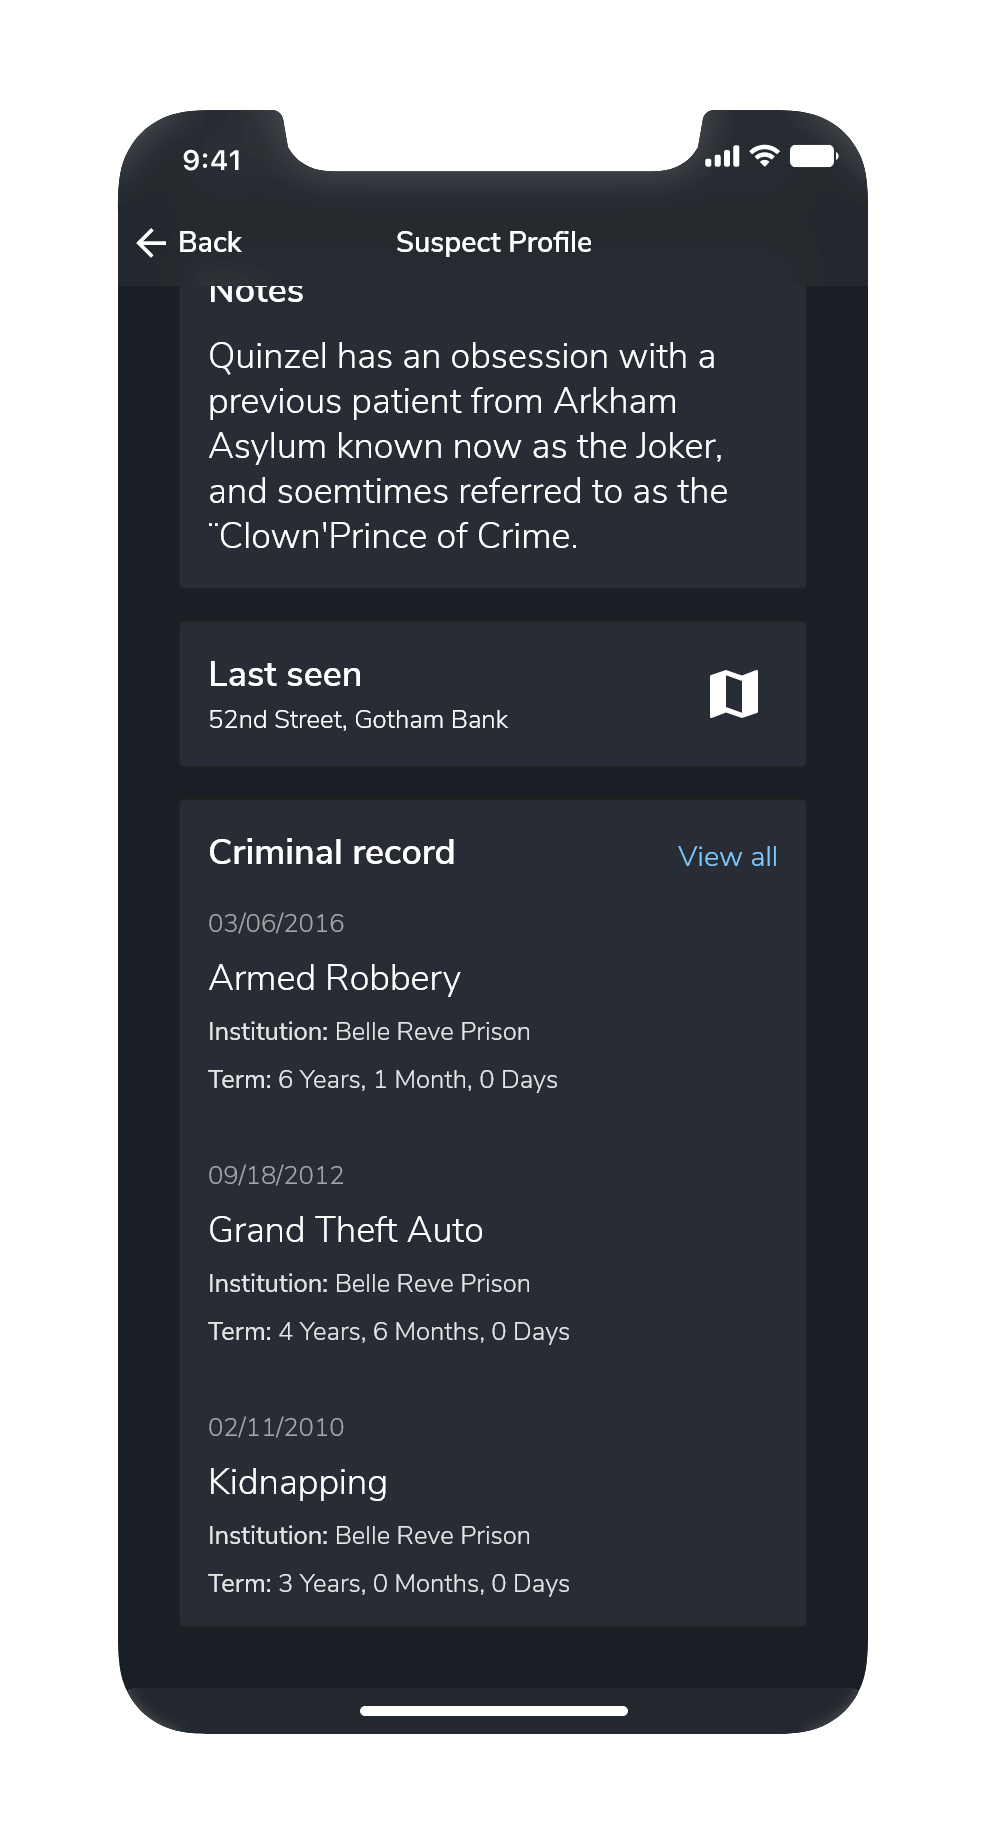 9:41
Back
Suspect Profile
Notes
Quinzel has an obsession with a
previous patient from Arkham
Asylum known now as the Joker,
and soemtimes referred to as the
¨Clown'Prince of Crime.
Last seen
52nd Street, Gotham Bank
Criminal record
View all
03/06/2016
Armed Robbery
Institution: Belle Reve Prison
Term: 6 Years, 1 Month, 0 Days
09/18/2012
Grand Theft Auto
Institution: Belle Reve Prison
Term: 4 Years, 6 Months, 0 Days
02/11/2010
Kidnapping
Institution: Belle Reve Prison
Term: 3 Years, 0 Months, 0 Days